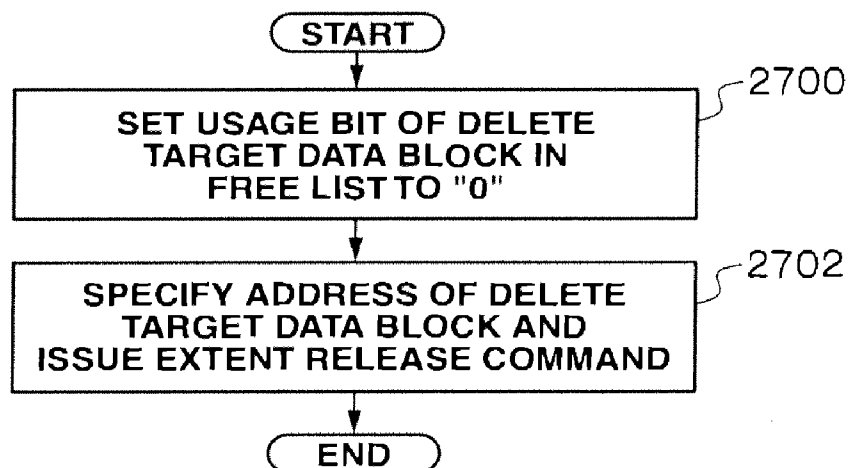 START
2700
SET USAGE BIT OF DELETE
TARGET DATA BLOCK IN
FREE LIST TO "0"
2702
SPECIFY ADDRESS OF DELETE
TARGET DATA BLOCK AND
ISSUE EXTENT RELEASE COMMAND
END